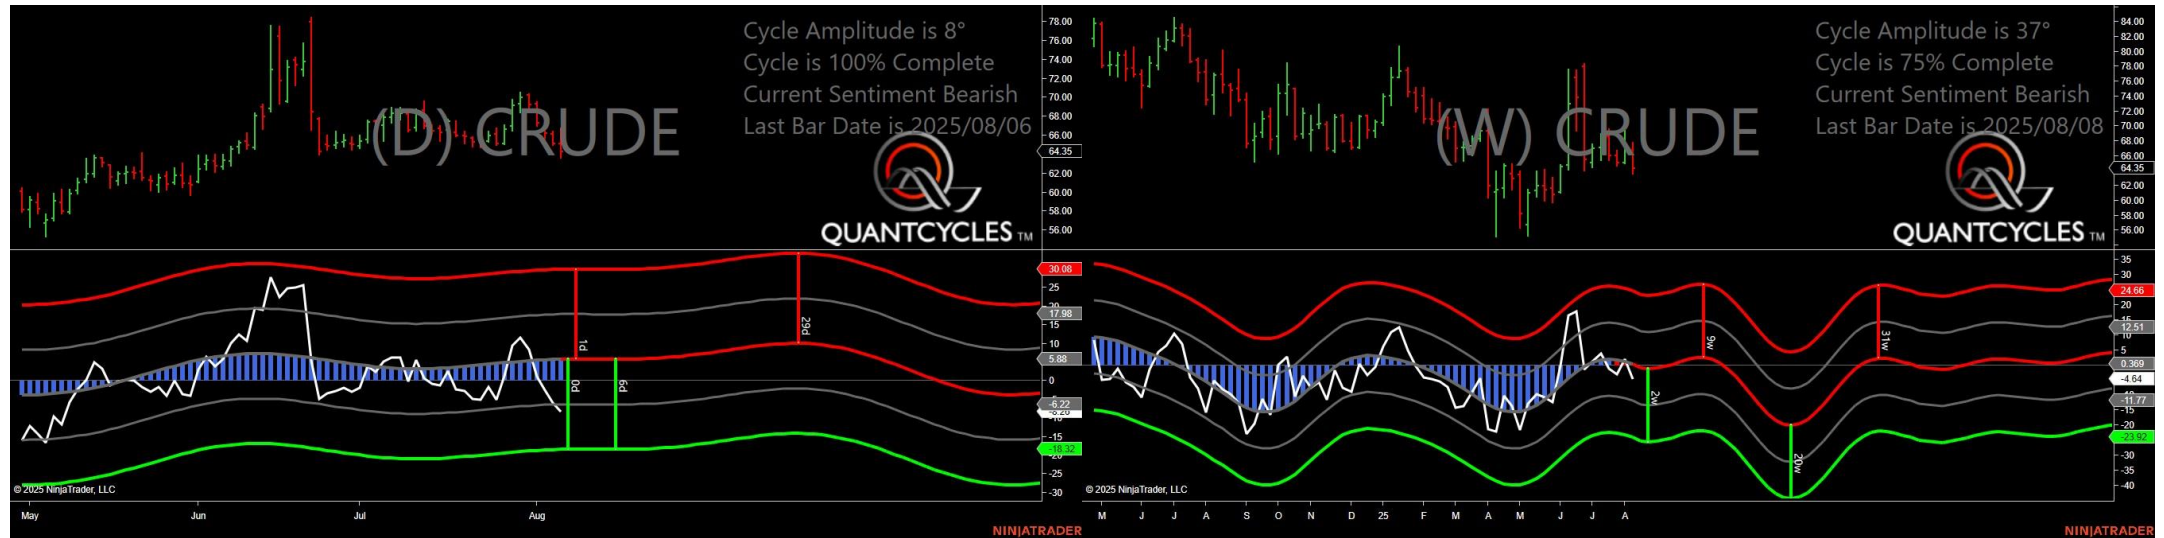 Cycle Amplitude is 8°
Cycle is 100% Complete
Current Sentiment Bearish
Last Bar Date is 2025/08/06
(D) CRUDE
QUANTCYCLES TM
78.00
76.00
74.00
72.00
70.00
68.00
66.00
64.35
62.00
60.00
58.00
56.00
30.08
25
20
17.98
15
10
5.88
0
-6.22
-15
-18.32
-25
-30
1d
0d
6d
29d
© 2025 NinjaTrader, LLC
May Jun Jul Aug
NINJATRADER
Cycle Amplitude is 37°
Cycle is 75% Complete
Current Sentiment Bearish
Last Bar Date is 2025/08/08
(W) CRUDE
QUANTCYCLES TM
84.00
82.00
80.00
78.00
76.00
74.00
72.00
70.00
68.00
66.00
64.35
62.00
60.00
58.00
56.00
35
30
24.66
20
15
12.51
5
0.369
-4.64
-11.77
-15
-20
-23.92
-30
-35
-40
2w
9w
20w
31w
© 2025 NinjaTrader, LLC
M J J A S O N D 25 F M A M J J A
NINJATRADER